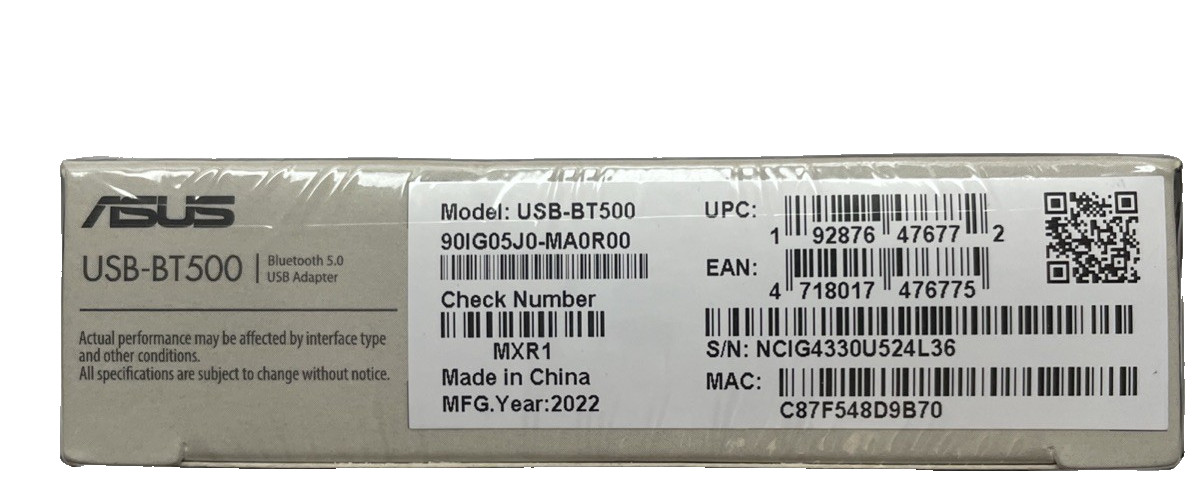 ASUS
USB-BT500
Bluetooth 5.0
USB Adapter
Actual performance may be affected by interface type
and other conditions.
All specifications are subject to change without notice.
Model: USB-BT500
90IG05J0-MA0R00
Check Number
MXR1
Made in China
MFG.Year:2022
UPC:
1 92876 47677 2
EAN:
4 718017 476775
S/N: NCIG4330U524L36
MAC:
C87F548D9B70